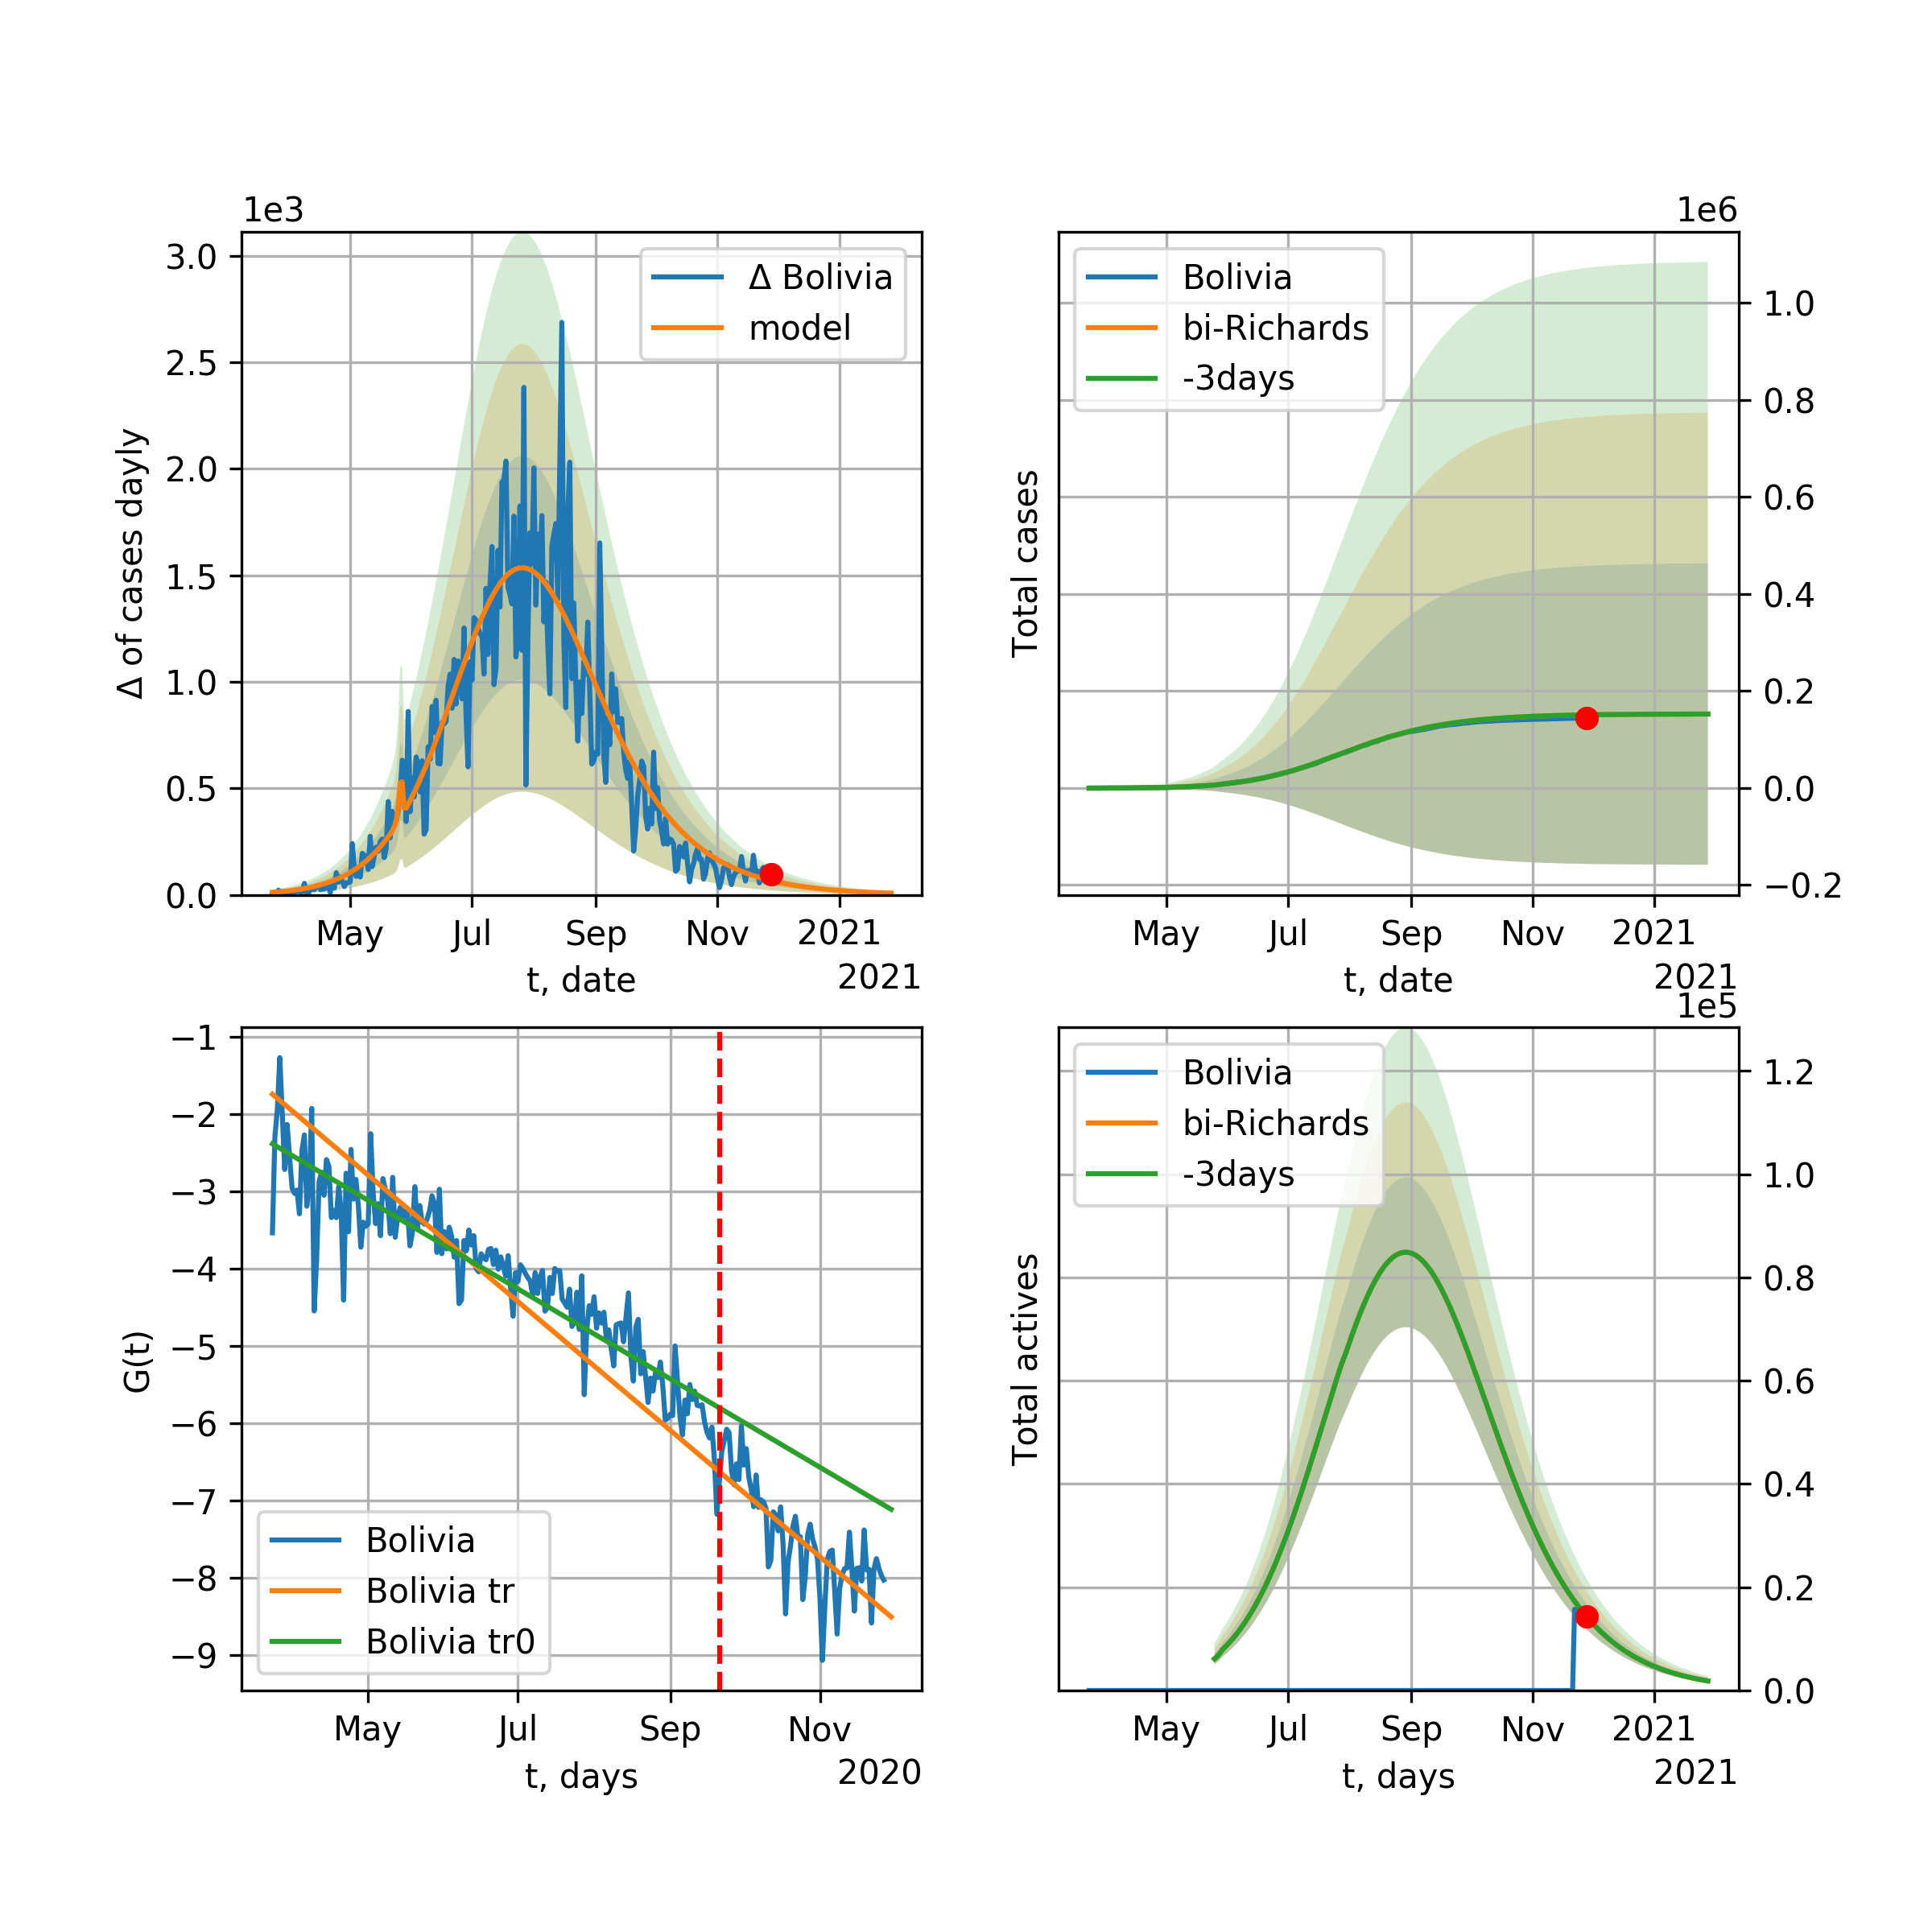 1e3
3.0
2.5
2.0
1.5
1.0
0.5
0.0
Δ of cases dayly
Δ Bolivia
model
May Jul Sep Nov 2021
t, date
2021
1e6
Total cases
Bolivia
bi-Richards
-3days
1.0
0.8
0.6
0.4
0.2
0.0
−0.2
May Jul Sep Nov 2021
t, date
2021
−1
−2
−3
−4
−5
−6
−7
−8
−9
G(t)
Bolivia
Bolivia tr
Bolivia tr0
May Jul Sep Nov
t, days
2020
1e5
Total actives
Bolivia
bi-Richards
-3days
1.2
1.0
0.8
0.6
0.4
0.2
0.0
May Jul Sep Nov 2021
t, days
2021